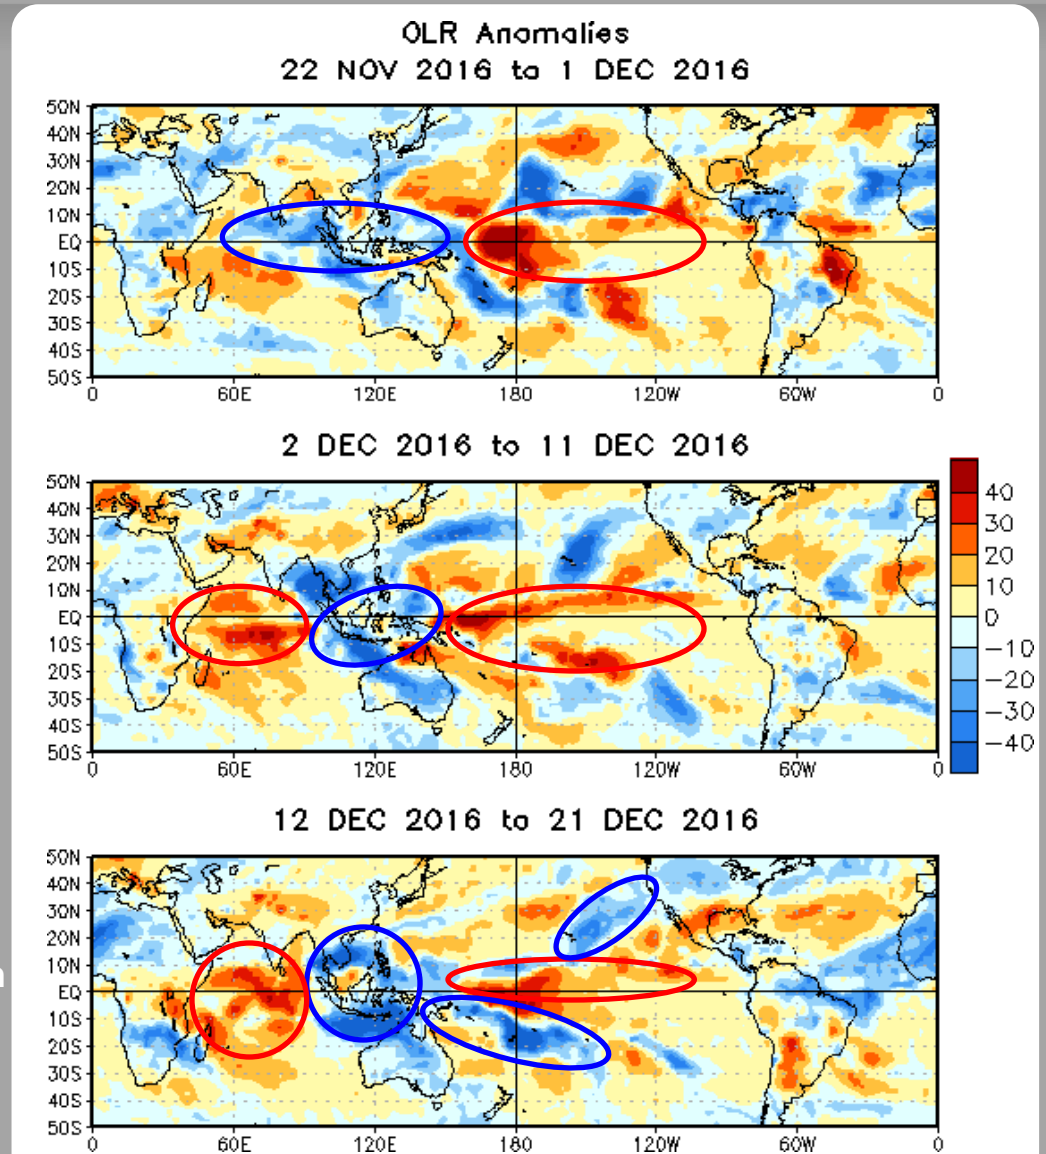 OLR Anomalies
22 NOV 2016 to 1 DEC 2016
50N
40N
30N
20N
10N
EQ
10S
20S
30S
40S
50S
0 60E 120E 180 120W 60W 0
2 DEC 2016 to 11 DEC 2016
50N
40N
30N
20N
10N
EQ
10S
20S
30S
40S
50S
0 60E 120E 180 120W 60W 0
40
30
20
10
0
-10
-20
-30
-40
12 DEC 2016 to 21 DEC 2016
50N
40N
30N
20N
10N
EQ
10S
20S
30S
40S
50S
0 60E 120E 180 120W 60W 0